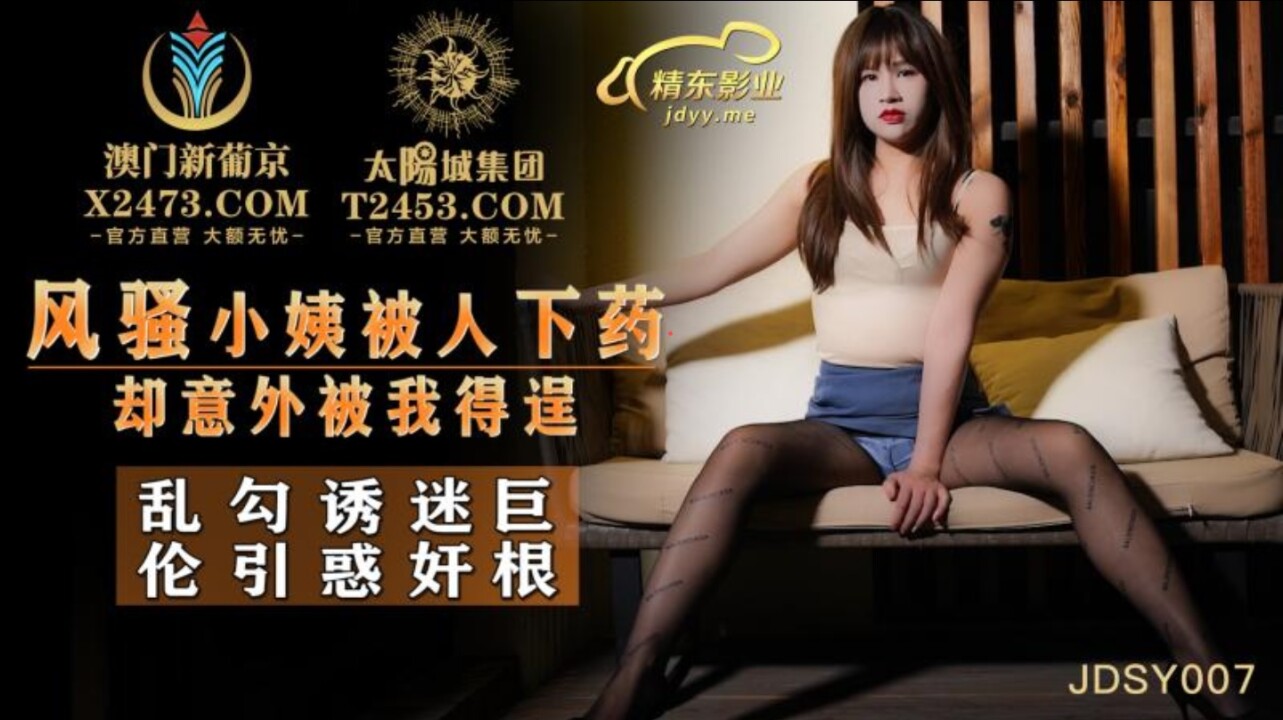 澳门新葡京
X2473.COM
-官方直营 大额无忧-
太陽城集团
T2453.COM
-官方直营 大额无忧-
精东影业
jdyy.me
风骚小姨被人下药
却意外被我得逞
乱 勾 诱 迷 巨
伦 引 惑 奸 根
JDSY007